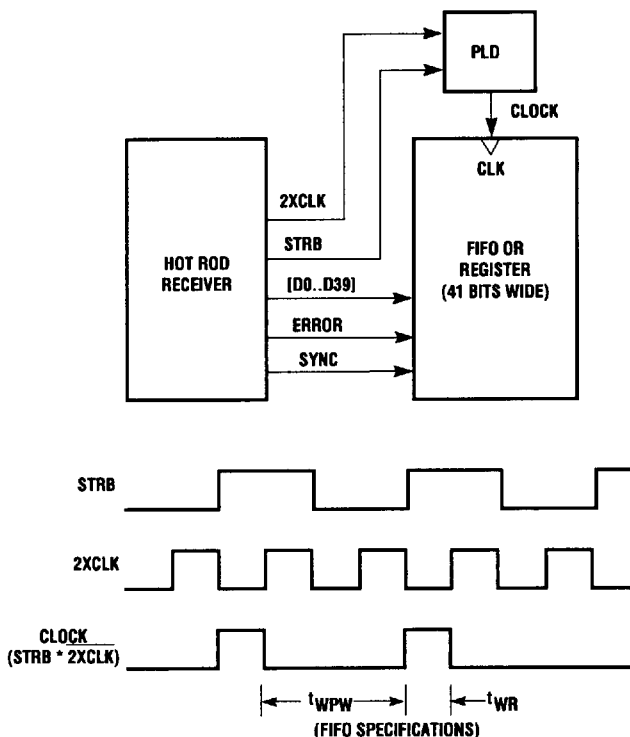 PLD
CLOCK
CLK
2XCLK
STRB
HOT ROD
RECEIVER
[D0..D39]
ERROR
SYNC
FIFO OR
REGISTER
(41 BITS WIDE)
STRB
2XCLK
CLOCK
(STRB * 2XCLK)
tWPW
tWR
(FIFO SPECIFICATIONS)